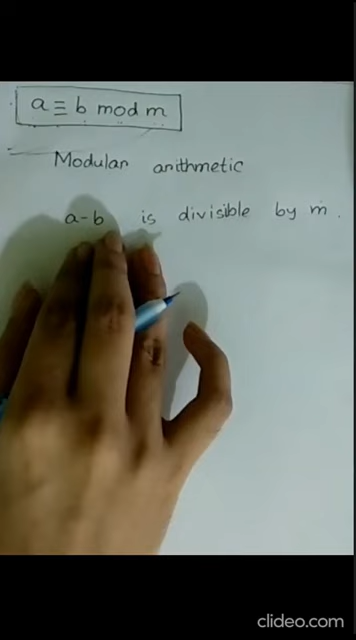 a ≡ b mod m
Modular arithmetic
a-b is divisible by m.
clideo.com